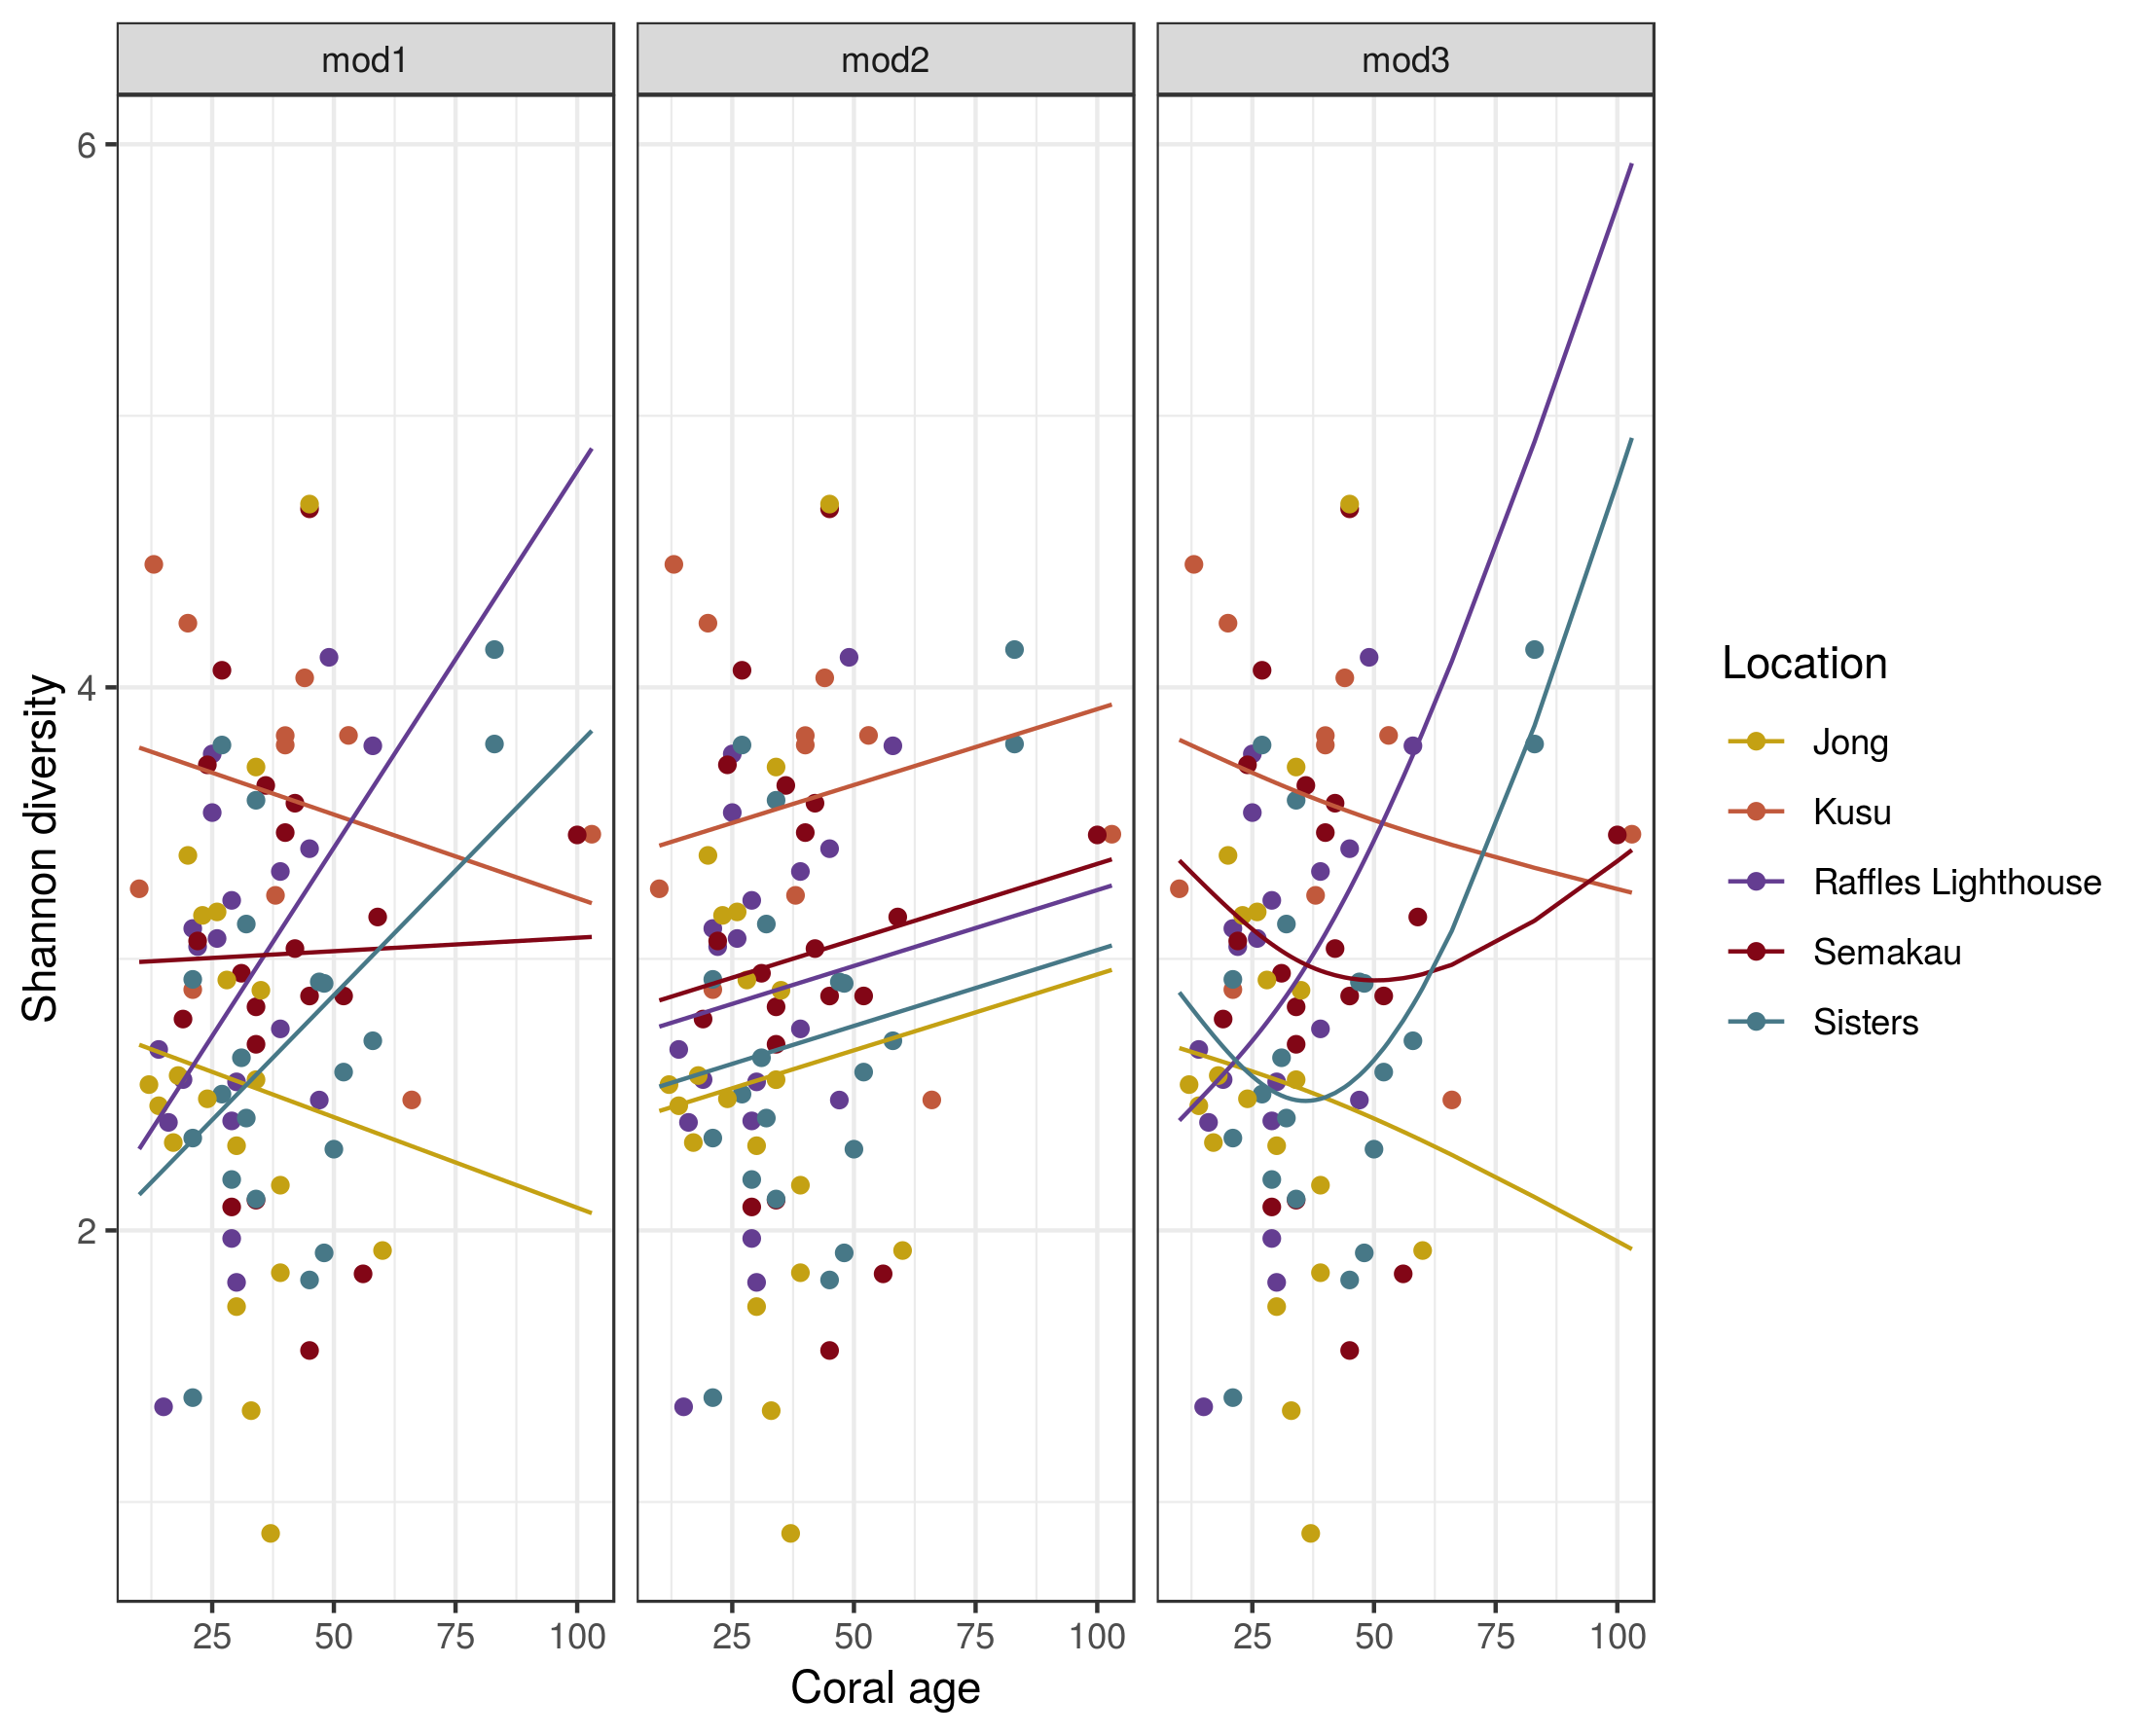 mod1 mod2 mod3
6
4
2
Shannon diversity
25 50 75 100 25 50 75 100 25 50 75 100
Coral age
Location
Jong
Kusu
Raffles Lighthouse
Semakau
Sisters